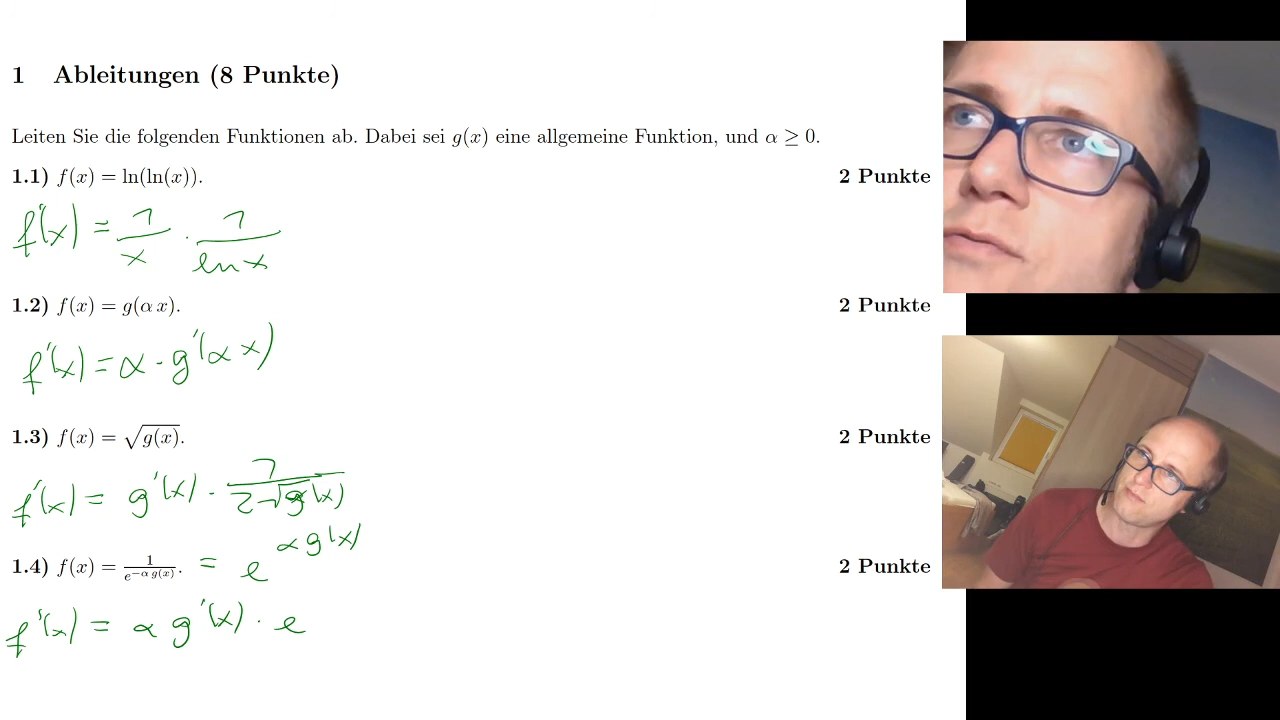 1 Ableitungen (8 Punkte)
Leiten Sie die folgenden Funktionen ab. Dabei sei g(x) eine allgemeine Funktion, und α ≥ 0.
1.1) f(x) = ln(ln(x)). 2 Punkte
f'(x) = 1/x · 1/(ln x)
1.2) f(x) = g(α x). 2 Punkte
f'(x) = α · g'(α x)
1.3) f(x) = √g(x). 2 Punkte
f'(x) = g'(x) · 1/(2√g(x))
1.4) f(x) = 1/e^(−α g(x)). = e^(α g(x)) 2 Punkte
f'(x) = α g'(x) · e